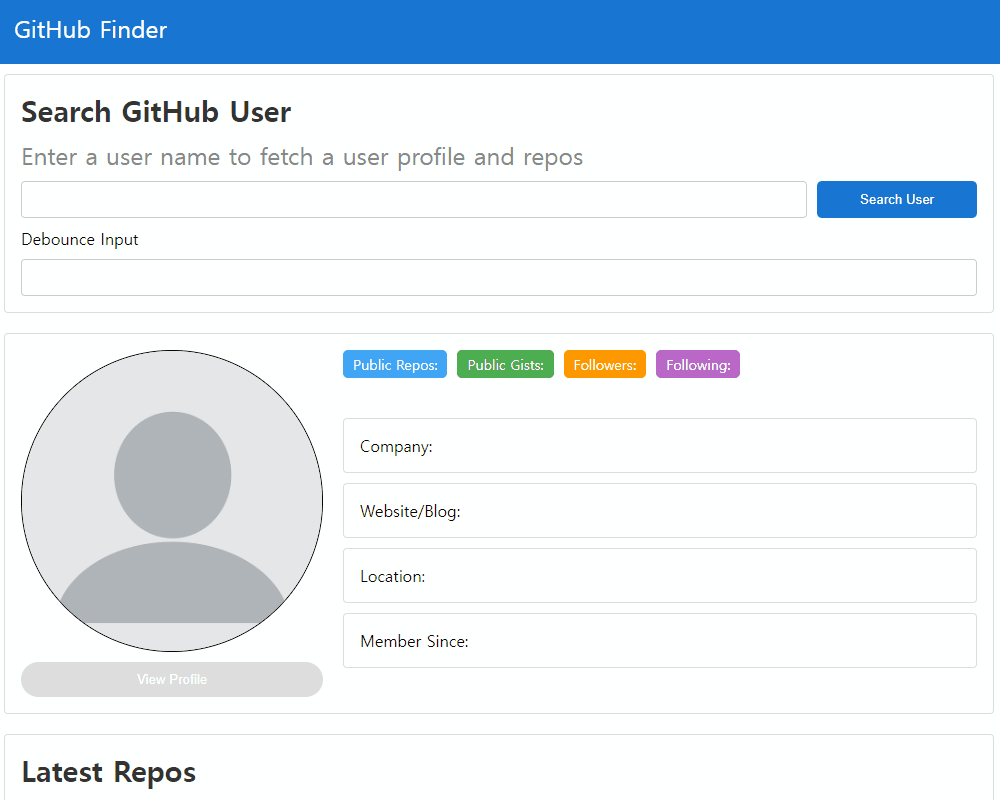 GitHub Finder
Search GitHub User
Enter a user name to fetch a user profile and repos
Search User
Debounce Input
Public Repos: Public Gists: Followers: Following:
Company:
Website/Blog:
Location:
Member Since:
View Profile
Latest Repos